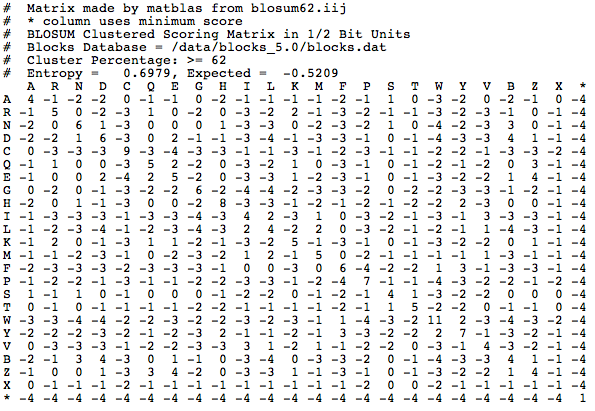 #  Matrix made by matblas from blosum62.iij
#  * column uses minimum score
#  BLOSUM Clustered Scoring Matrix in 1/2 Bit Units
#  Blocks Database = /data/blocks_5.0/blocks.dat
#  Cluster Percentage: >= 62
#  Entropy =   0.6979, Expected =  -0.5209
   A  R  N  D  C  Q  E  G  H  I  L  K  M  F  P  S  T  W  Y  V  B  Z  X  *
A  4 -1 -2 -2  0 -1 -1  0 -2 -1 -1 -1 -1 -2 -1  1  0 -3 -2  0 -2 -1  0 -4
R -1  5  0 -2 -3  1  0 -2  0 -3 -2  2 -1 -3 -2 -1 -1 -3 -2 -3 -1  0 -1 -4
N -2  0  6  1 -3  0  0  0  1 -3 -3  0 -2 -3 -2  1  0 -4 -2 -3  3  0 -1 -4
D -2 -2  1  6 -3  0  2 -1 -1 -3 -4 -1 -3 -3 -1  0 -1 -4 -3 -3  4  1 -1 -4
C  0 -3 -3 -3  9 -3 -4 -3 -3 -1 -1 -3 -1 -2 -3 -1 -1 -2 -2 -1 -3 -3 -2 -4
Q -1  1  0  0 -3  5  2 -2  0 -3 -2  1  0 -3 -1  0 -1 -2 -1 -2  0  3 -1 -4
E -1  0  0  2 -4  2  5 -2  0 -3 -3  1 -2 -3 -1  0 -1 -3 -2 -2  1  4 -1 -4
G  0 -2  0 -1 -3 -2 -2  6 -2 -4 -4 -2 -3 -3 -2  0 -2 -2 -3 -3 -1 -2 -1 -4
H -2  0  1 -1 -3  0  0 -2  8 -3 -3 -1 -2 -1 -2 -1 -2 -2  2 -3  0  0 -1 -4
I -1 -3 -3 -3 -1 -3 -3 -4 -3  4  2 -3  1  0 -3 -2 -1 -3 -1  3 -3 -3 -1 -4
L -1 -2 -3 -4 -1 -2 -3 -4 -3  2  4 -2  2  0 -3 -2 -1 -2 -1  1 -4 -3 -1 -4
K -1  2  0 -1 -3  1  1 -2 -1 -3 -2  5 -1 -3 -1  0 -1 -3 -2 -2  0  1 -1 -4
M -1 -1 -2 -3 -1  0 -2 -3 -2  1  2 -1  5  0 -2 -1 -1 -1 -1  1 -3 -1 -1 -4
F -2 -3 -3 -3 -2 -3 -3 -3 -1  0  0 -3  0  6 -4 -2 -2  1  3 -1 -3 -3 -1 -4
P -1 -2 -2 -1 -3 -1 -1 -2 -2 -3 -3 -1 -2 -4  7 -1 -1 -4 -3 -2 -2 -1 -2 -4
S  1 -1  1  0 -1  0  0  0 -1 -2 -2  0 -1 -2 -1  4  1 -3 -2 -2  0  0  0 -4
T  0 -1  0 -1 -1 -1 -1 -2 -2 -1 -1 -1 -1 -2 -1  1  5 -2 -2  0 -1 -1  0 -4
W -3 -3 -4 -4 -2 -2 -3 -2 -2 -3 -2 -3 -1  1 -4 -3 -2 11  2 -3 -4 -3 -2 -4
Y -2 -2 -2 -3 -2 -1 -2 -3  2 -1 -1 -2 -1  3 -3 -2 -2  2  7 -1 -3 -2 -1 -4
V  0 -3 -3 -3 -1 -2 -2 -3 -3  3  1 -2  1 -1 -2 -2  0 -3 -1  4 -3 -2 -1 -4
B -2 -1  3  4 -3  0  1 -1  0 -3 -4  0 -3 -3 -2  0 -1 -4 -3 -3  4  1 -1 -4
Z -1  0  0  1 -3  3  4 -2  0 -3 -3  1 -1 -3 -1  0 -1 -3 -2 -2  1  4 -1 -4
X  0 -1 -1 -1 -2 -1 -1 -1 -1 -1 -1 -1 -1 -1 -2  0  0 -2 -1 -1 -1 -1 -1 -4
* -4 -4 -4 -4 -4 -4 -4 -4 -4 -4 -4 -4 -4 -4 -4 -4 -4 -4 -4 -4 -4 -4 -4  1